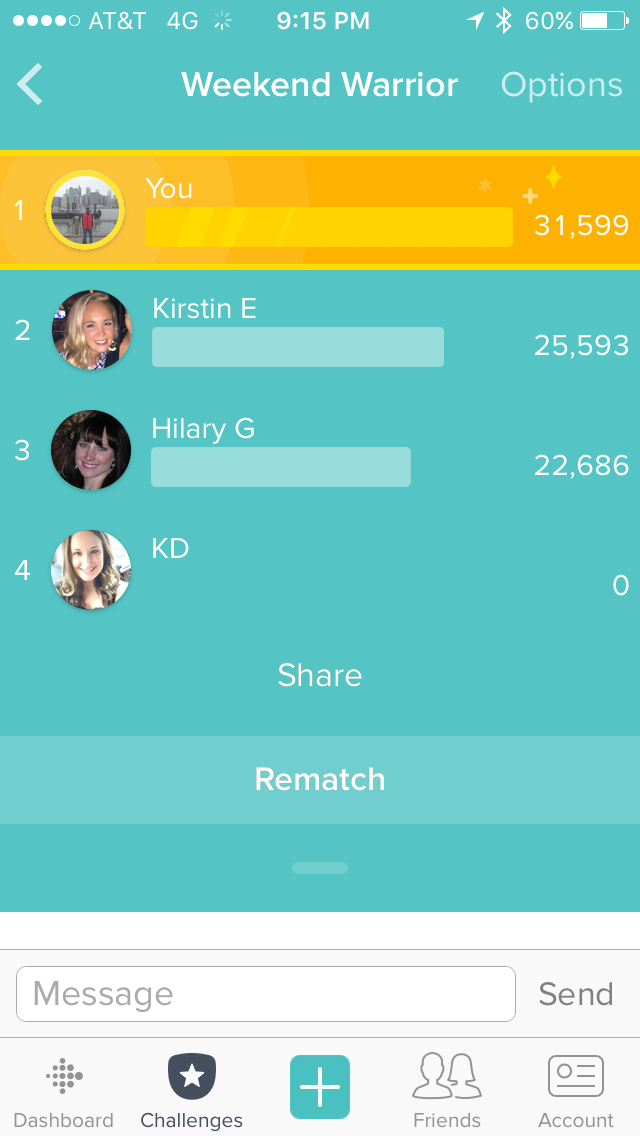 AT&T 4G 9:15 PM 60%
Weekend Warrior Options
1 You 31,599
2 Kirstin E 25,593
3 Hilary G 22,686
4 KD 0
Share
Rematch
Message Send
Dashboard Challenges Friends Account